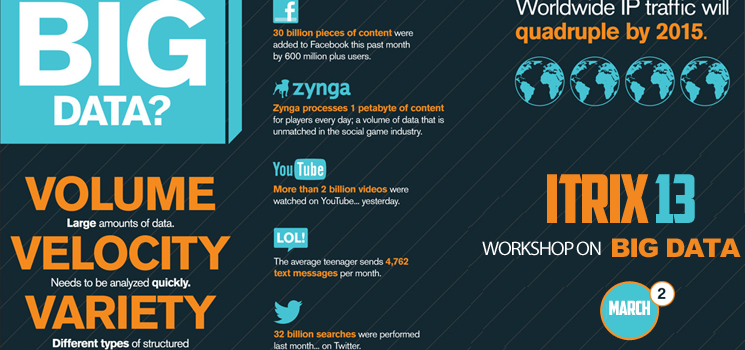 BIG
DATA?
VOLUME
Large amounts of data.
VELOCITY
Needs to be analyzed quickly.
VARIETY
Different types of structured
f
30 billion pieces of content were
added to Facebook this past month
by 600 million plus users.
zynga
Zynga processes 1 petabyte of content
for players every day; a volume of data that is
unmatched in the social game industry.
YouTube
More than 2 billion videos were
watched on YouTube... yesterday.
LOL!
The average teenager sends 4,762
text messages per month.
32 billion searches were performed
last month... on Twitter.
Worldwide IP traffic will
quadruple by 2015.
ITRIX 13
WORKSHOP ON BIG DATA
MARCH 2